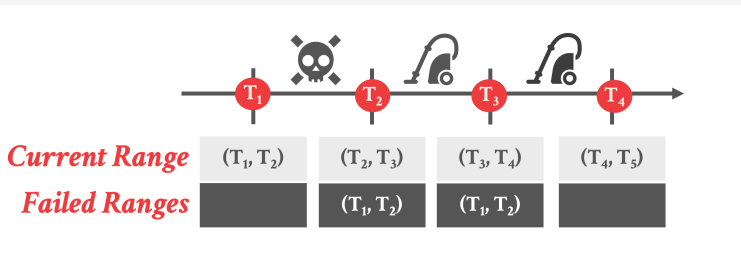 T₁ T₂ T₃ T₄
Current Range (T₁, T₂) (T₂, T₃) (T₃, T₄) (T₄, T₅)
Failed Ranges (T₁, T₂) (T₁, T₂)